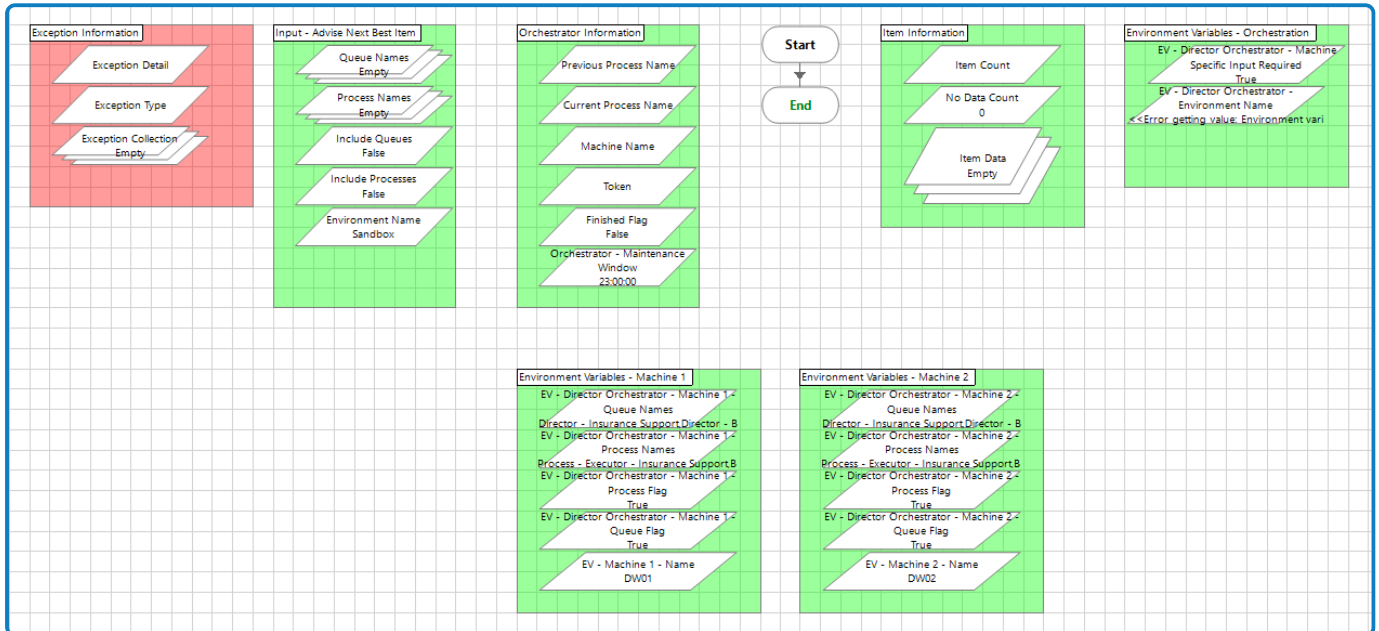 Exception Information
Exception Detail
Exception Type
Exception Collection
Empty
Input - Advise Next Best Item
Queue Names
Empty
Process Names
Empty
Include Queues
False
Include Processes
False
Environment Name
Sandbox
Orchestrator Information
Previous Process Name
Current Process Name
Machine Name
Token
Finished Flag
False
Orchestrator - Maintenance
Window
23:00:00
Start
End
Item Information
Item Count
No Data Count
0
Item Data
Empty
Environment Variables - Orchestration
EV - Director Orchestrator - Machine
Specific Input Required
True
EV - Director Orchestrator -
Environment Name
<<Error getting value: Environment vari
Environment Variables - Machine 1
EV - Director Orchestrator - Machine 1 -
Queue Names
Director - Insurance Support,Director - B
EV - Director Orchestrator - Machine 1 -
Process Names
Process - Executor - Insurance Support,B
EV - Director Orchestrator - Machine 1 -
Process Flag
True
EV - Director Orchestrator - Machine 1 -
Queue Flag
True
EV - Machine 1 - Name
DW01
Environment Variables - Machine 2
EV - Director Orchestrator - Machine 2 -
Queue Names
Director - Insurance Support,Director - B
EV - Director Orchestrator - Machine 2 -
Process Names
Process - Executor - Insurance Support,B
EV - Director Orchestrator - Machine 2 -
Process Flag
True
EV - Director Orchestrator - Machine 2 -
Queue Flag
True
EV - Machine 2 - Name
DW02